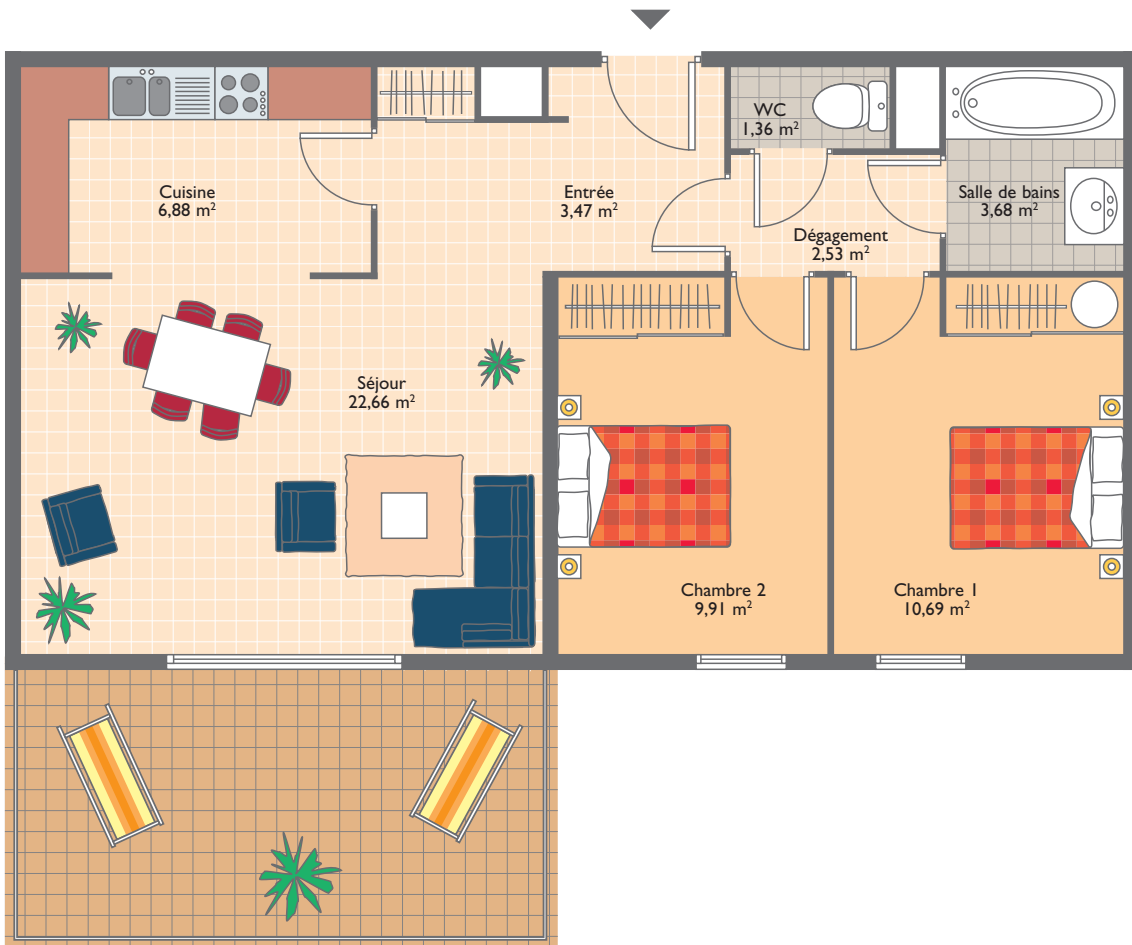 WC
1,36 m²
Cuisine
6,88 m²
Entrée
3,47 m²
Salle de bains
3,68 m²
Dégagement
2,53 m²
Séjour
22,66 m²
Chambre 2
9,91 m²
Chambre 1
10,69 m²